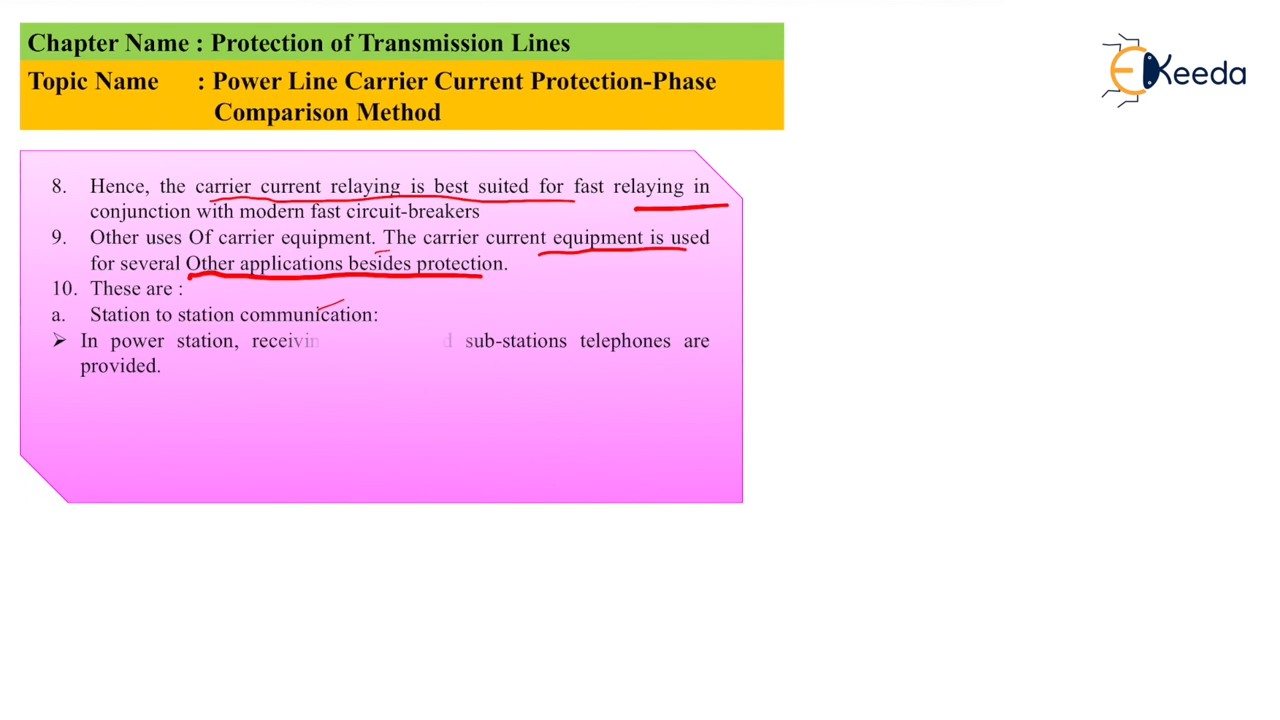 Chapter Name : Protection of Transmission Lines
Topic Name : Power Line Carrier Current Protection-Phase
Comparison Method
EKeeda
8. Hence, the carrier current relaying is best suited for fast relaying in
conjunction with modern fast circuit-breakers
9. Other uses Of carrier equipment. The carrier current equipment is used
for several Other applications besides protection.
10. These are :
a. Station to station communication:
➢ In power station, sub-stations telephones are
provided.